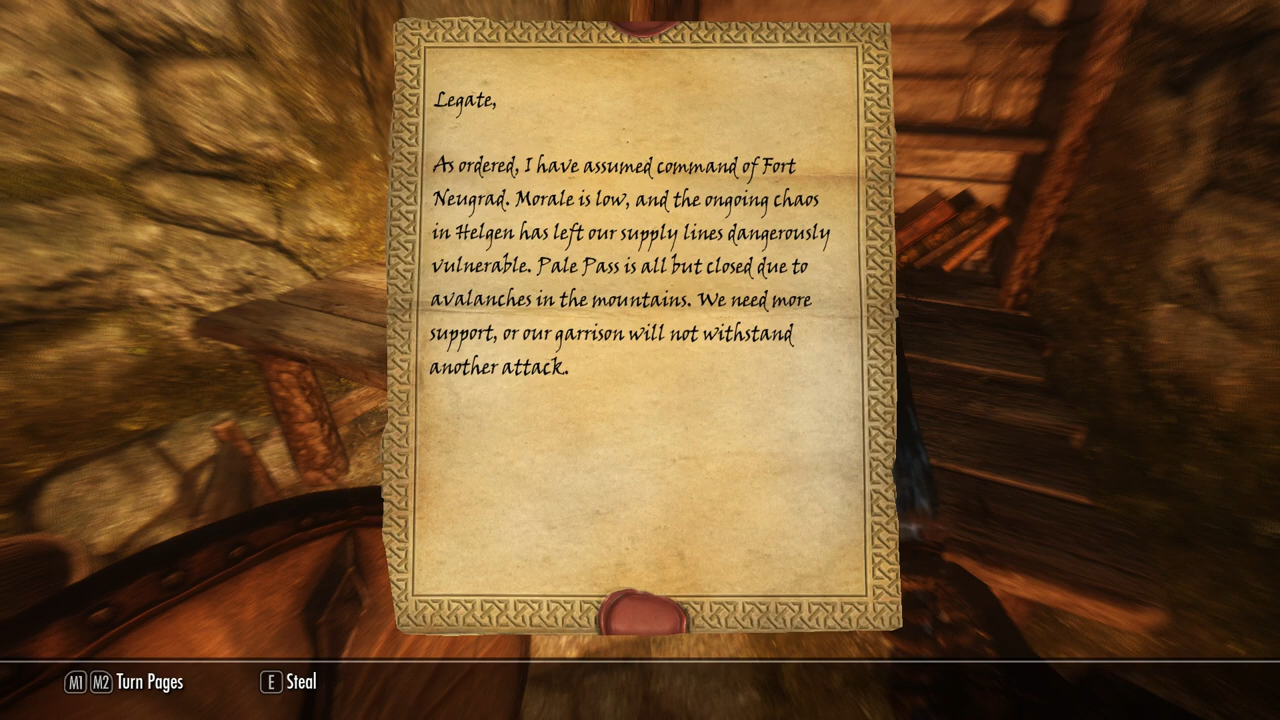 Legate,
As ordered, I have assumed command of Fort
Neugrad. Morale is low, and the ongoing chaos
in Helgen has left our supply lines dangerously
vulnerable. Pale Pass is all but closed due to
avalanches in the mountains. We need more
support, or our garrison will not withstand
another attack.
M1 M2 Turn Pages E Steal